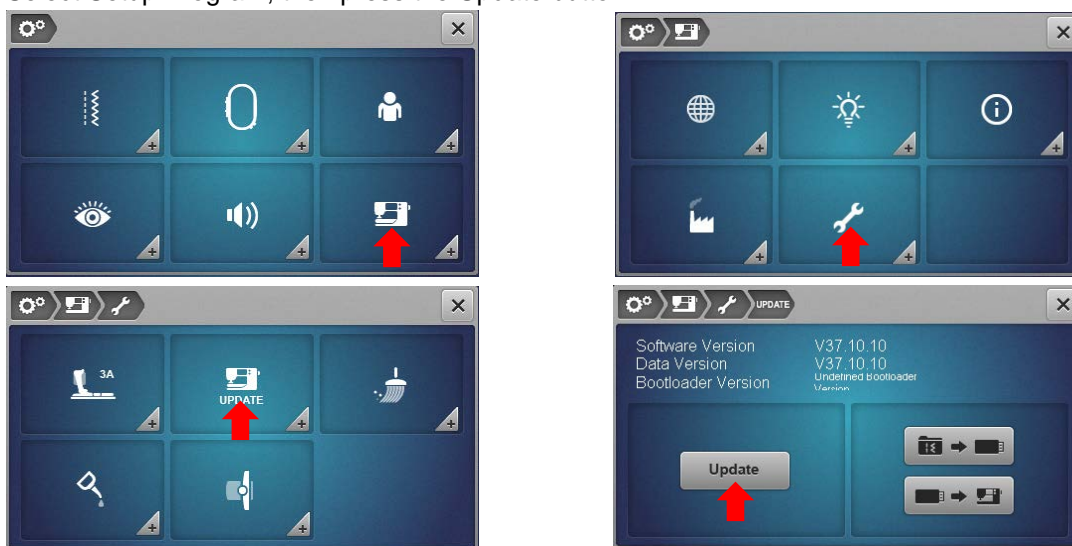 3A
UPDATE
UPDATE
Software Version V37.10.10
Data Version V37.10.10
Bootloader Version Undefined Bootloader
Version
Update